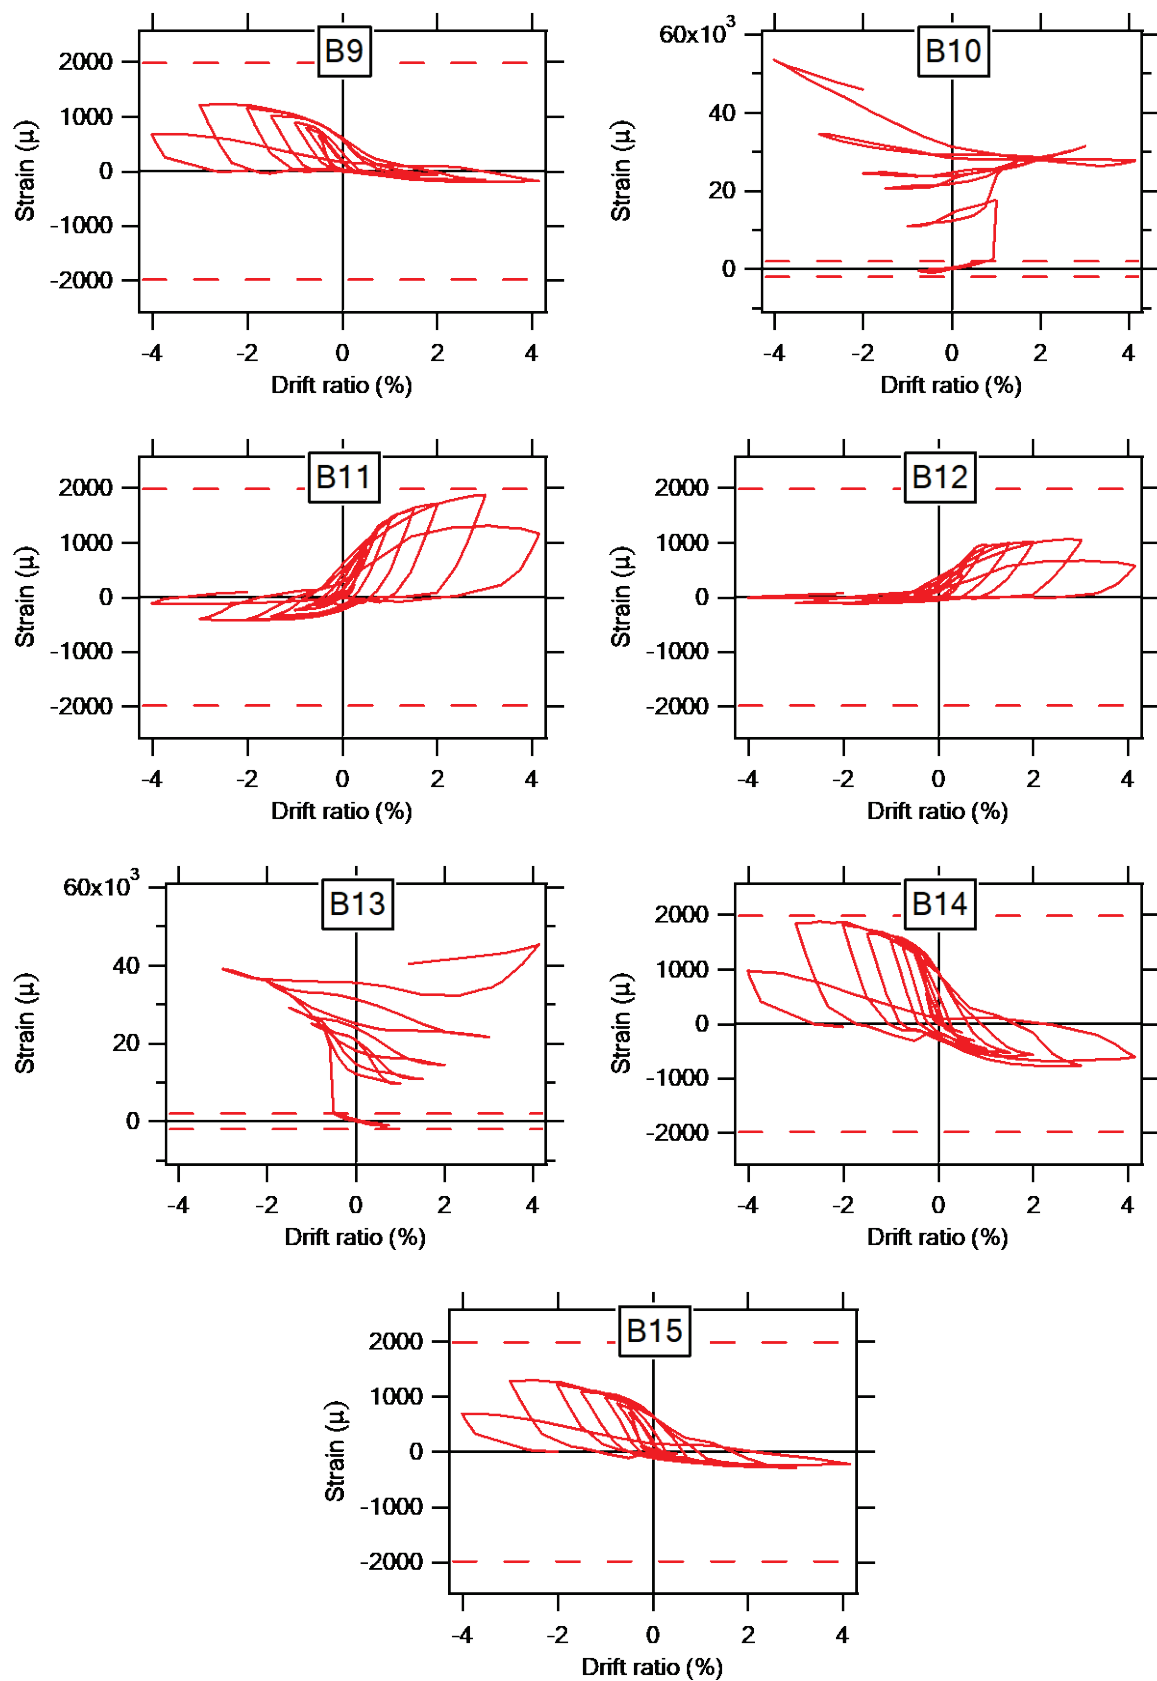 B9
2000
1000
0
-1000
-2000
Strain (μ)
-4 -2 0 2 4
Drift ratio (%)
B10
60x10³
40
20
0
Strain (μ)
-4 -2 0 2 4
Drift ratio (%)
B11
2000
1000
0
-1000
-2000
Strain (μ)
-4 -2 0 2 4
Drift ratio (%)
B12
2000
1000
0
-1000
-2000
Strain (μ)
-4 -2 0 2 4
Drift ratio (%)
B13
60x10³
40
20
0
Strain (μ)
-4 -2 0 2 4
Drift ratio (%)
B14
2000
1000
0
-1000
-2000
Strain (μ)
-4 -2 0 2 4
Drift ratio (%)
B15
2000
1000
0
-1000
-2000
Strain (μ)
-4 -2 0 2 4
Drift ratio (%)